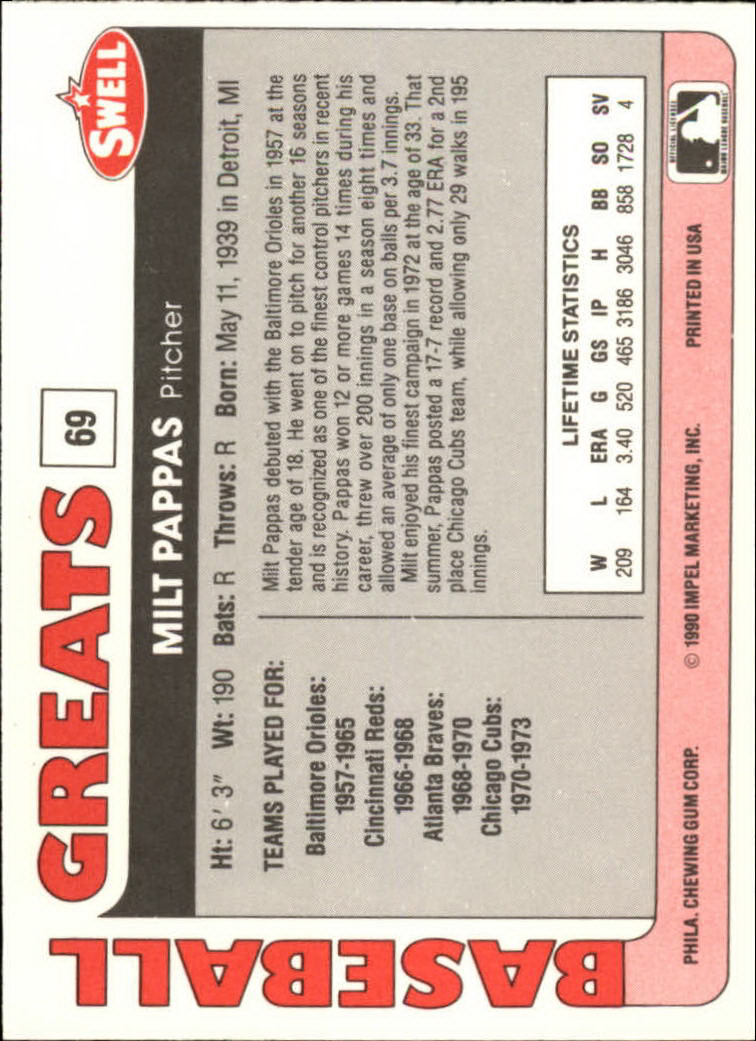 BASEBALL
GREATS
69
SWELL
MILT PAPPAS Pitcher
Ht: 6' 3" Wt: 190 Bats: R Throws: R Born: May 11, 1939 in Detroit, MI
TEAMS PLAYED FOR:
Baltimore Orioles:
1957-1965
Cincinnati Reds:
1966-1968
Atlanta Braves:
1968-1970
Chicago Cubs:
1970-1973
Milt Pappas debuted with the Baltimore Orioles in 1957 at the
tender age of 18. He went on to pitch for another 16 seasons
and is recognized as one of the finest control pitchers in recent
history. Pappas won 12 or more games 14 times during his
career, threw over 200 innings in a season eight times and
allowed an average of only one base on balls per 3.7 innings.
Milt enjoyed his finest campaign in 1972 at the age of 33. That
summer, Pappas posted a 17-7 record and 2.77 ERA for a 2nd
place Chicago Cubs team, while allowing only 29 walks in 195
innings.
LIFETIME STATISTICS
W L ERA G GS IP H BB SO SV
209 164 3.40 520 465 3186 3046 858 1728 4
PHILA. CHEWING GUM CORP. © 1990 IMPEL MARKETING, INC. PRINTED IN USA
OFFICIAL LICENSEE
MAJOR LEAGUE BASEBALL